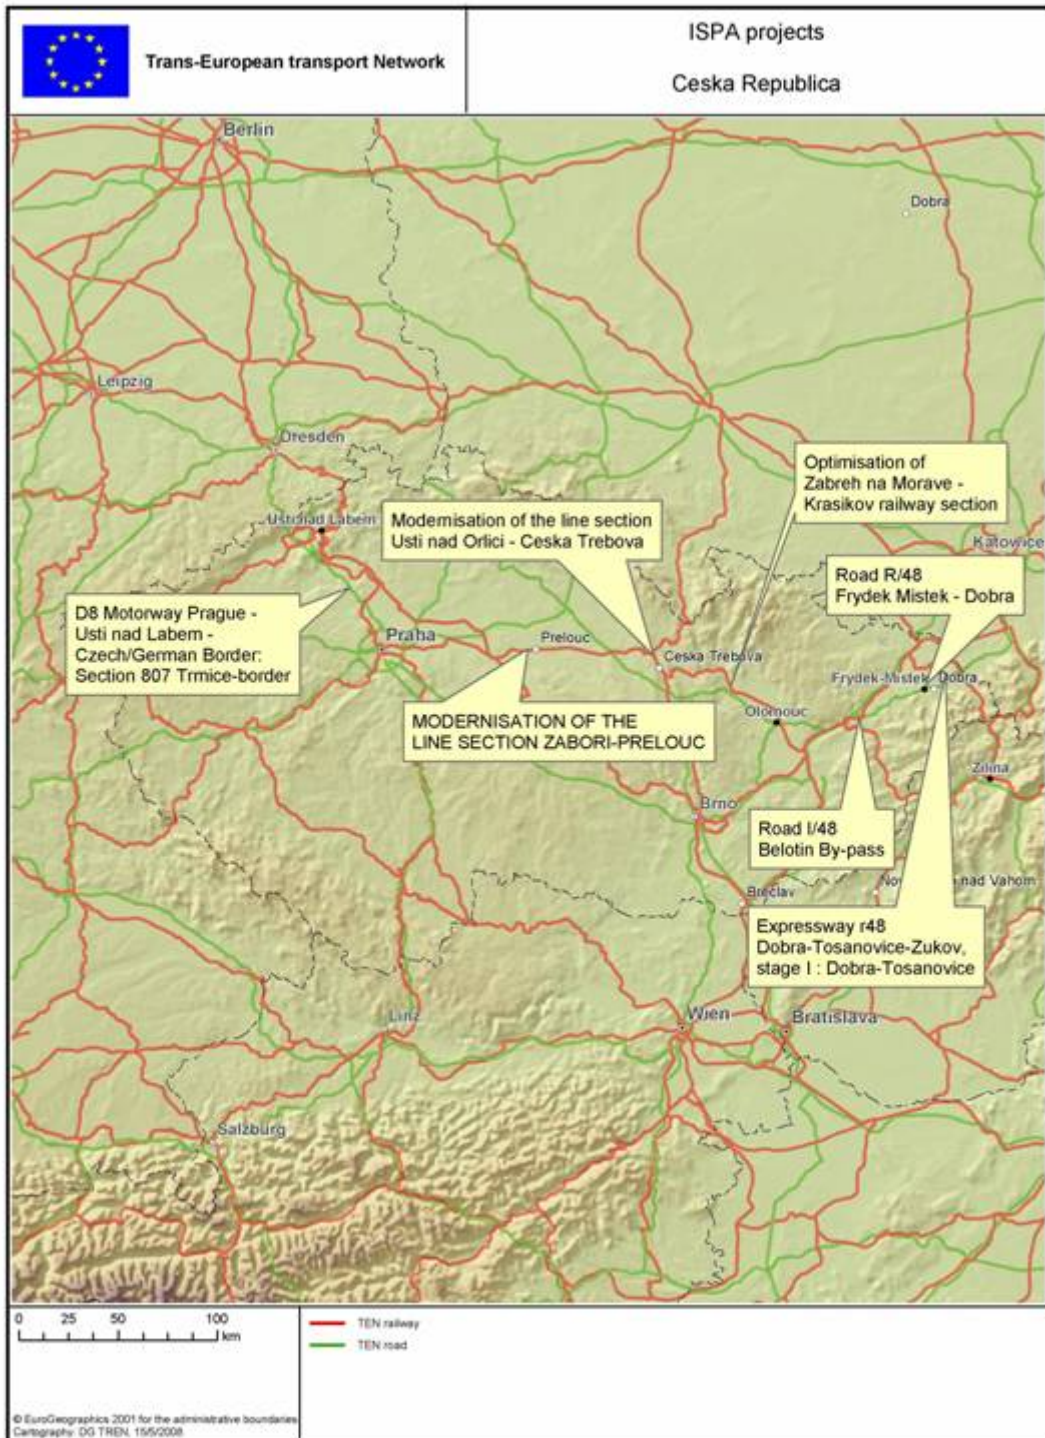 Trans-European transport Network
ISPA projects
Ceska Republica
Berlin
Dobra
Leipzig
Dresden
Optimisation of
Zabreh na Morave -
Krasikov railway section
Usti nad Labem
Modernisation of the line section
Usti nad Orlici - Ceska Trebova
Katowice
Road R/48
Frydek Mistek - Dobra
D8 Motorway Prague -
Usti nad Labem -
Czech/German Border:
Section 807 Trmice-border
Praha
Prelouc
Ceska Trebova
Frydek-Mistek
Dobra
MODERNISATION OF THE
LINE SECTION ZABORI-PRELOUC
Olomouc
Zilina
Brno
Road I/48
Belotin By-pass
Breclav
nad Vahom
Expressway r48
Dobra-Tosanovice-Zukov,
stage I : Dobra-Tosanovice
Linz
Wien
Bratislava
Salzburg
0 25 50 100
km
TEN railway
TEN road
© EuroGeographics 2001 for the administrative boundaries
Cartography: DG TREN, 15/5/2008